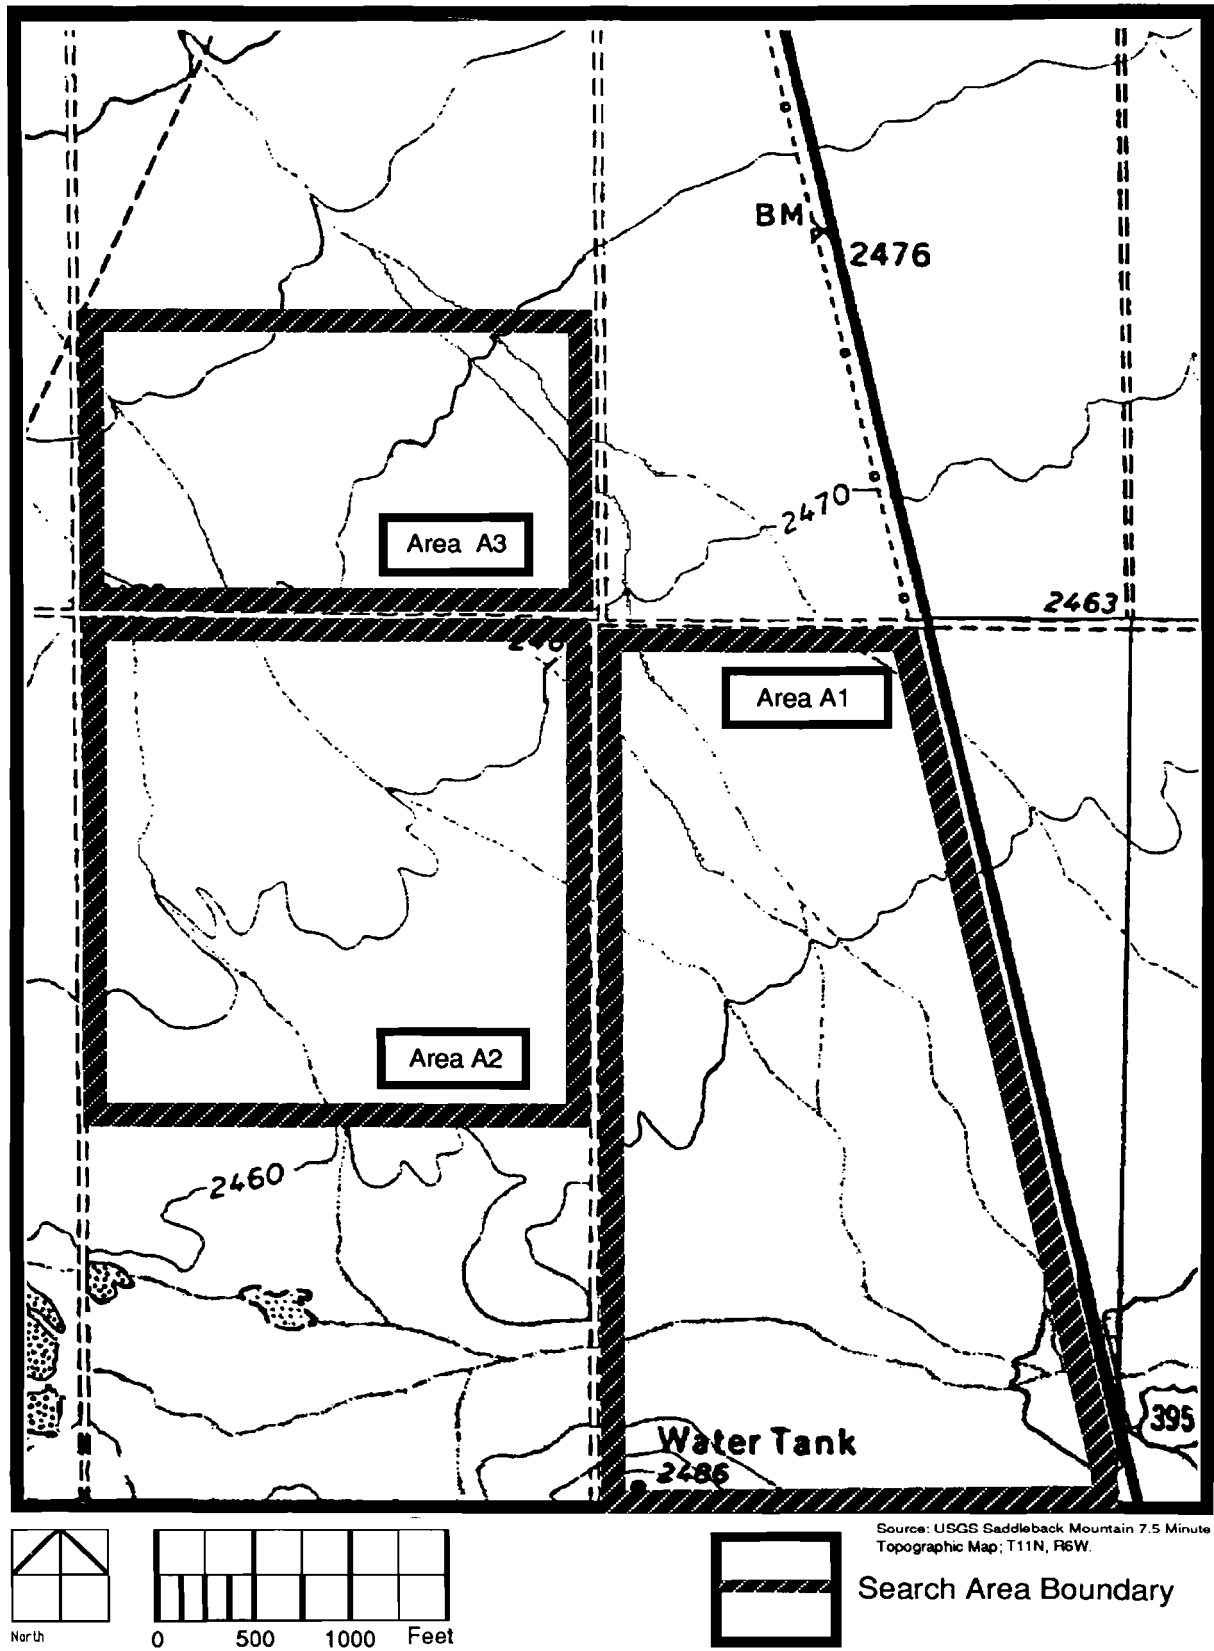 BM
2476
Area A3
2470
2463
Area A1
Area A2
2460
395
Water Tank
2486
Source: USGS Saddleback Mountain 7.5 Minute
Topographic Map; T11N, R6W.
Search Area Boundary
North
0 500 1000 Feet